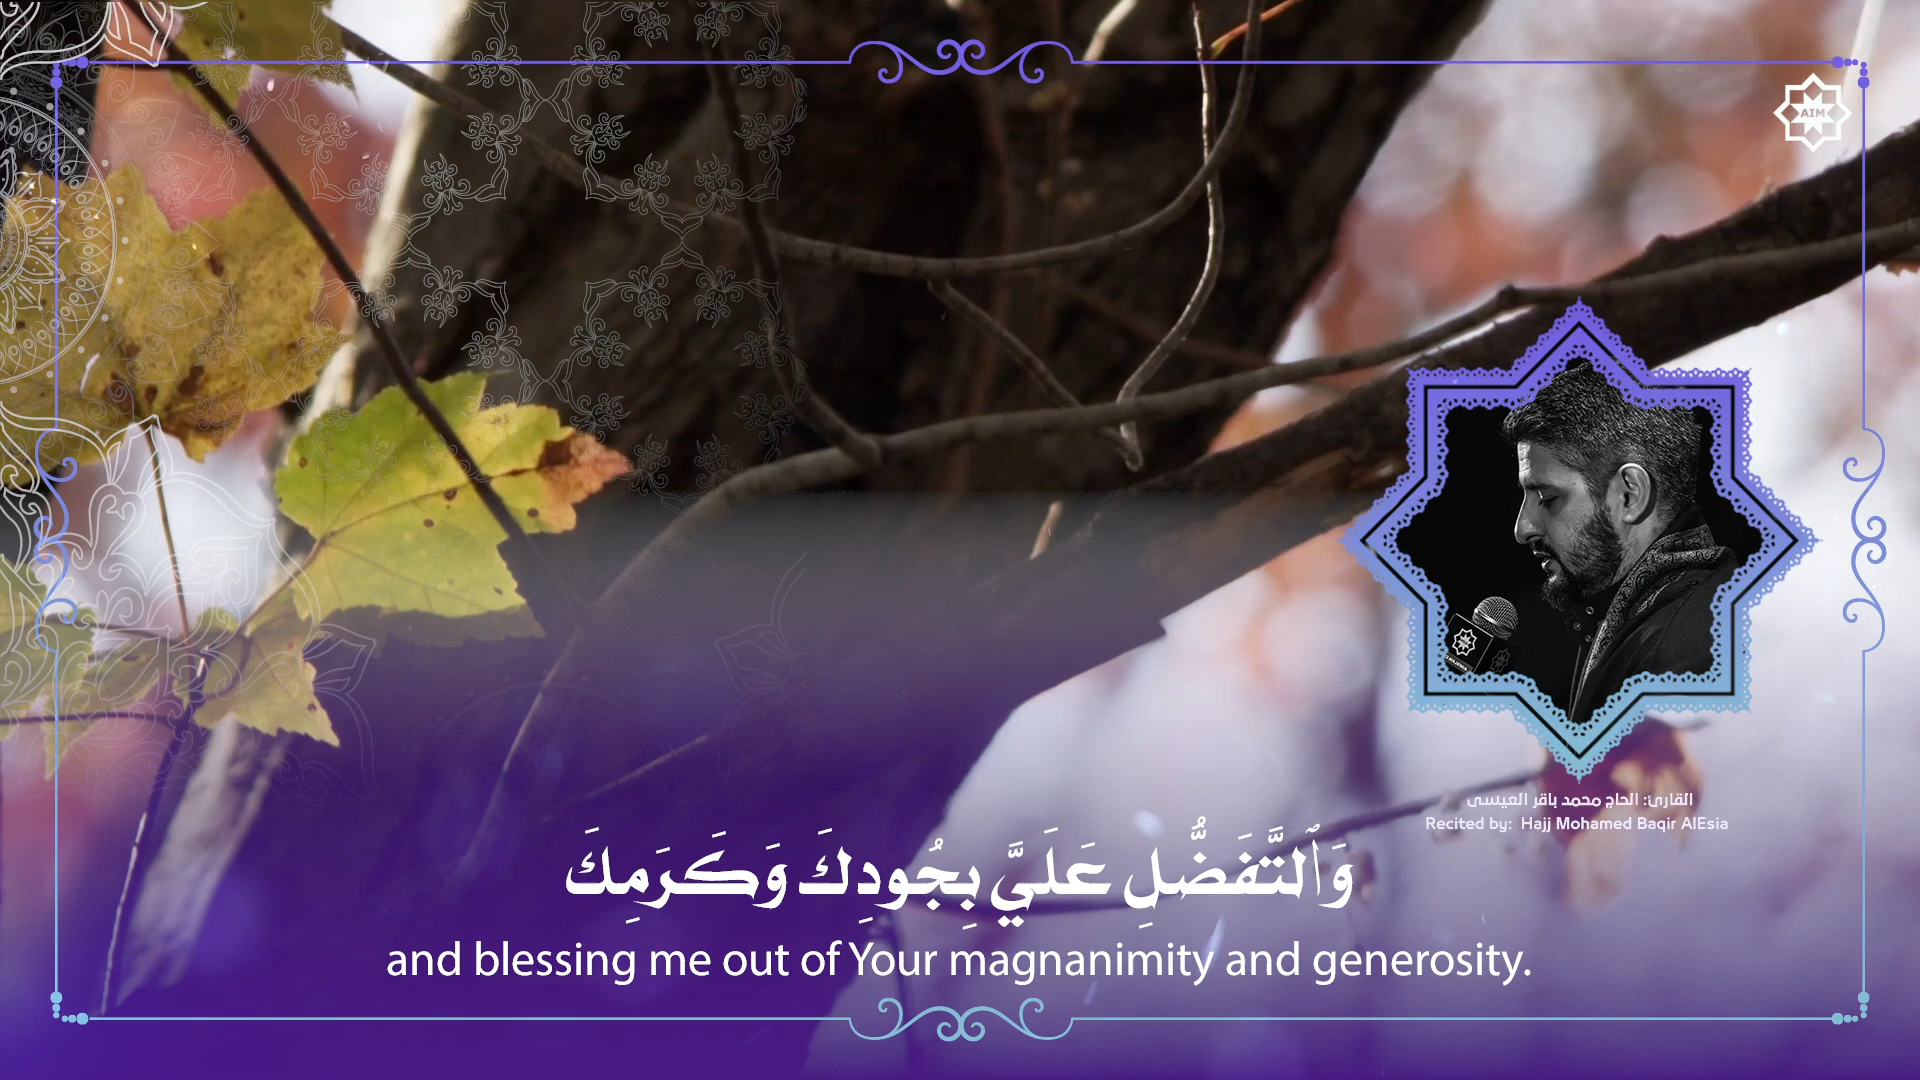 AIM
القارئ: الحاج محمد باقر العيسى
Recited by: Hajj Mohamed Baqir AlEsia
وَٱلتَّفَضُّلِ عَلَيَّ بِجُودِكَ وَكَرَمِكَ
and blessing me out of Your magnanimity and generosity.